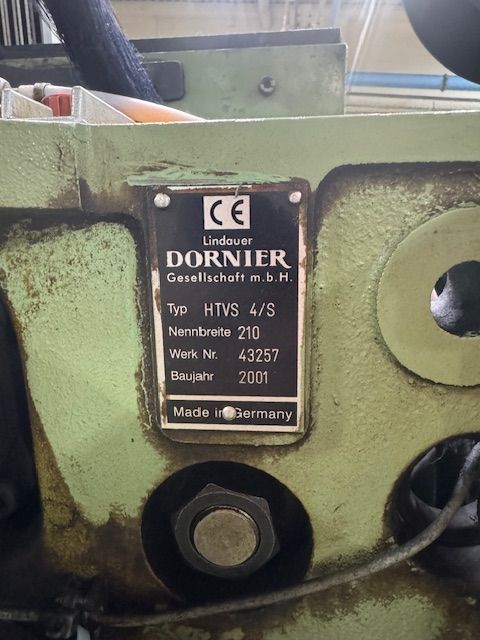 CE
Lindauer
DORNIER
Gesellschaft m.b.H.
Typ HTVS 4/S
Nennbreite 210
Werk Nr. 43257
Baujahr 2001
Made in Germany